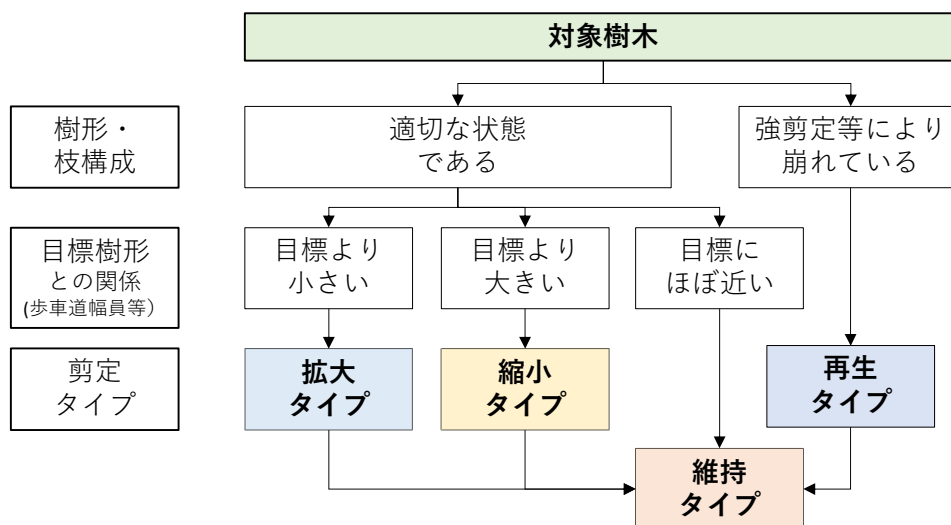 対象樹木
樹形・
枝構成
適切な状態
である
強剪定等により
崩れている
目標樹形
との関係
(歩車道幅員等）
目標より
小さい
目標より
大きい
目標に
ほぼ近い
剪定
タイプ
拡大
タイプ
縮小
タイプ
再生
タイプ
維持
タイプ